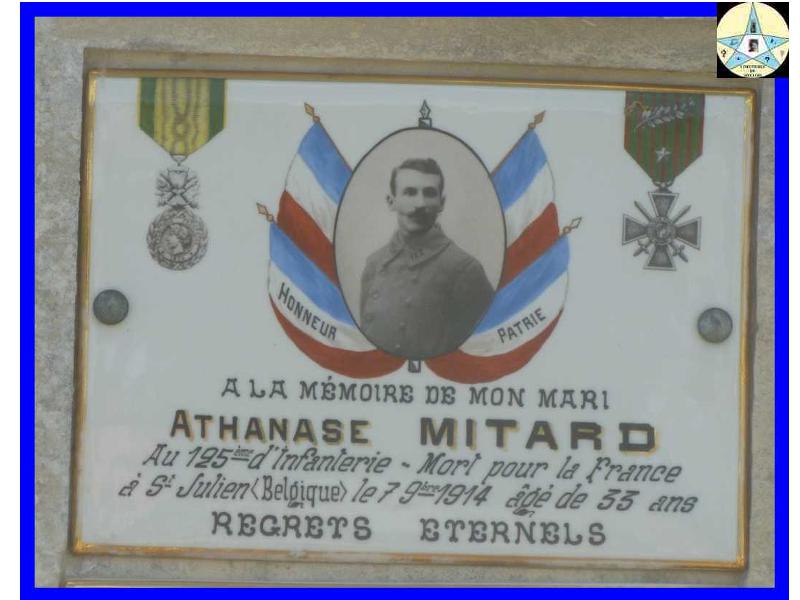 HONNEUR
PATRIE
A LA MÉMOIRE DE MON MARI
ATHANASE MITARD
Au 125ème d'Infanterie - Mort pour la France
à St Julien (Belgique) le 7 9bre 1914 âgé de 33 ans
REGRETS ETERNELS